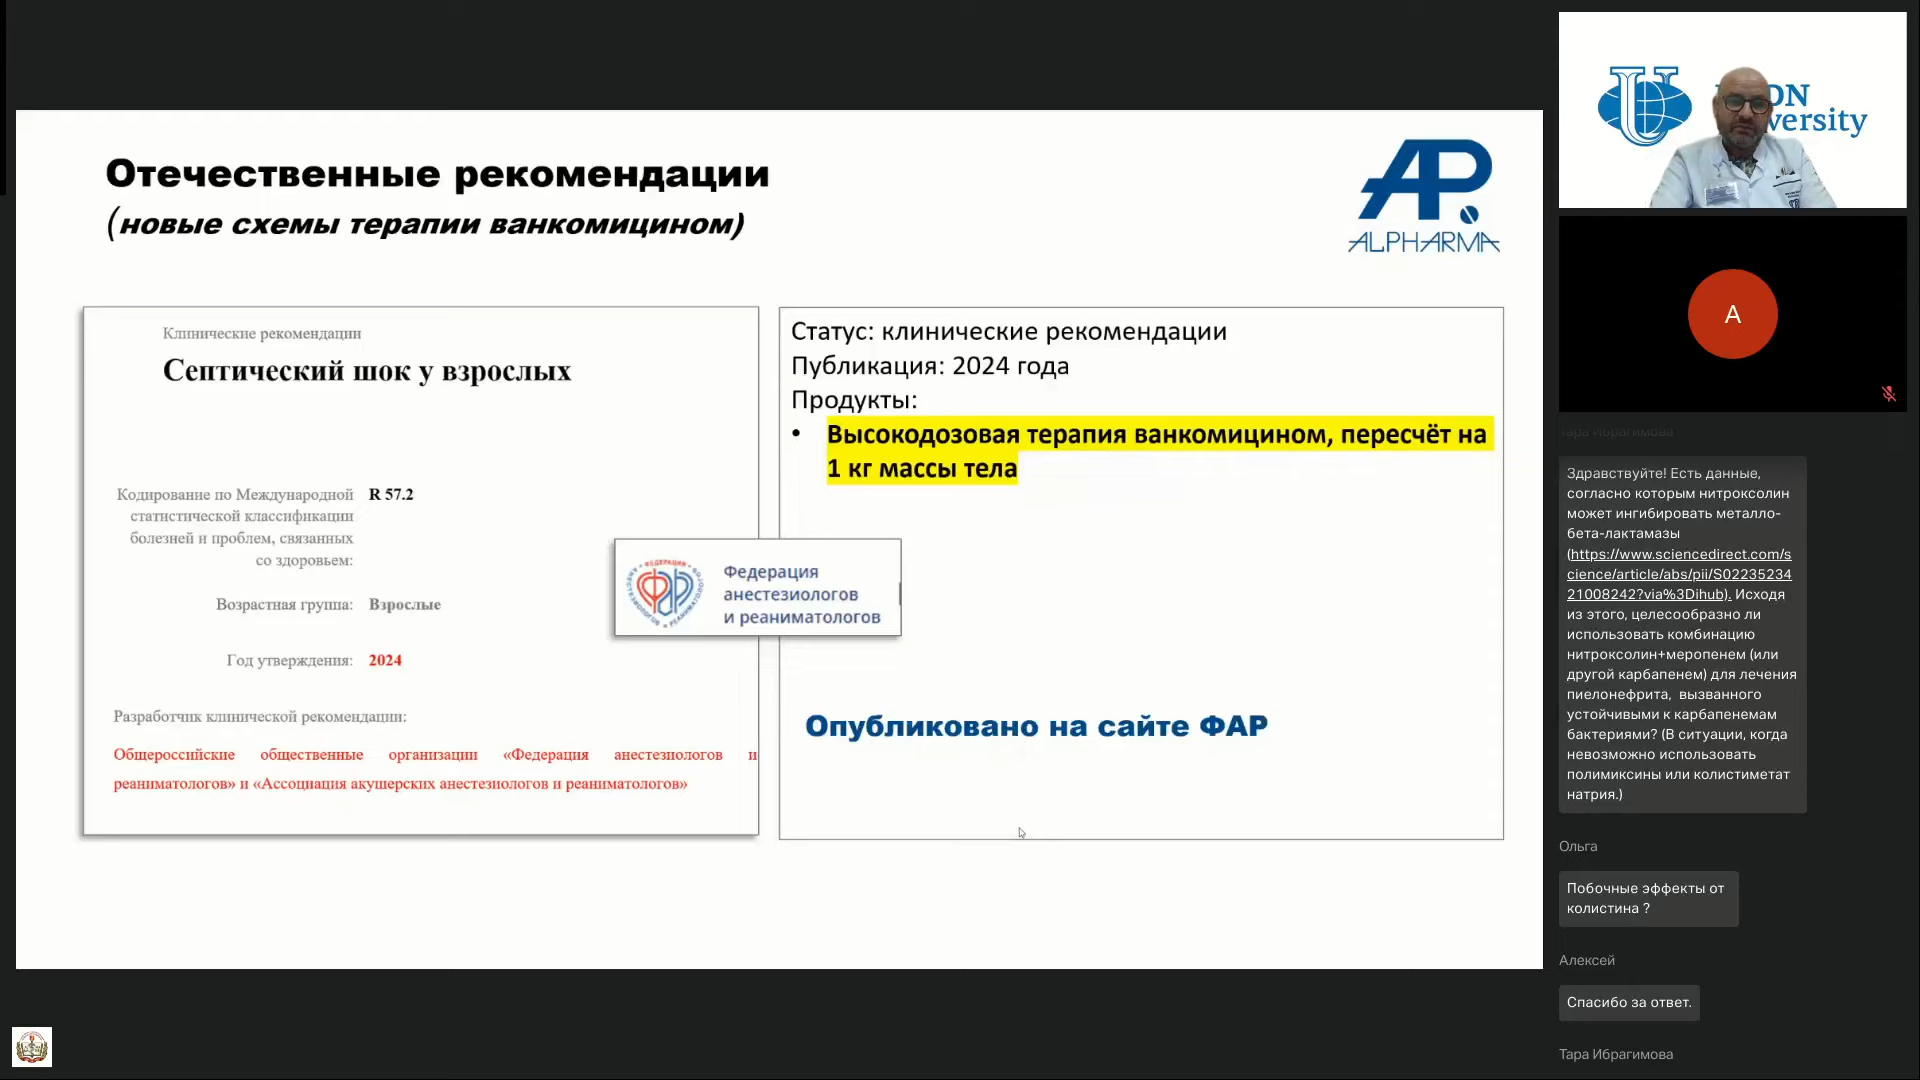 Отечественные рекомендации
(новые схемы терапии ванкомицином)
AP
ALPHARMA
Клинические рекомендации
Септический шок у взрослых
Кодирование по Международной
статистической классификации
болезней и проблем, связанных
со здоровьем:
R 57.2
Возрастная группа: Взрослые
Год утверждения: 2024
Разработчик клинической рекомендации:
Общероссийские общественные организации «Федерация анестезиологов и
реаниматологов» и «Ассоциация акушерских анестезиологов и реаниматологов»
Федерация
анестезиологов
и реаниматологов
Статус: клинические рекомендации
Публикация: 2024 года
Продукты:
• Высокодозовая терапия ванкомицином, пересчёт на
1 кг массы тела
Опубликовано на сайте ФАР
A
Тара Ибрагимова
Здравствуйте! Есть данные,
согласно которым нитроксолин
может ингибировать металло-
бета-лактамазы
(https://www.sciencedirect.com/s
cience/article/abs/pii/S02235234
21008242?via%3Dihub). Исходя
из этого, целесообразно ли
использовать комбинацию
нитроксолин+меропенем (или
другой карбапенем) для лечения
пиелонефрита, вызванного
устойчивыми к карбапенемам
бактериями? (В ситуации, когда
невозможно использовать
полимиксины или колистиметат
натрия.)
Ольга
Побочные эффекты от
колистина ?
Алексей
Спасибо за ответ.
Тара Ибрагимова